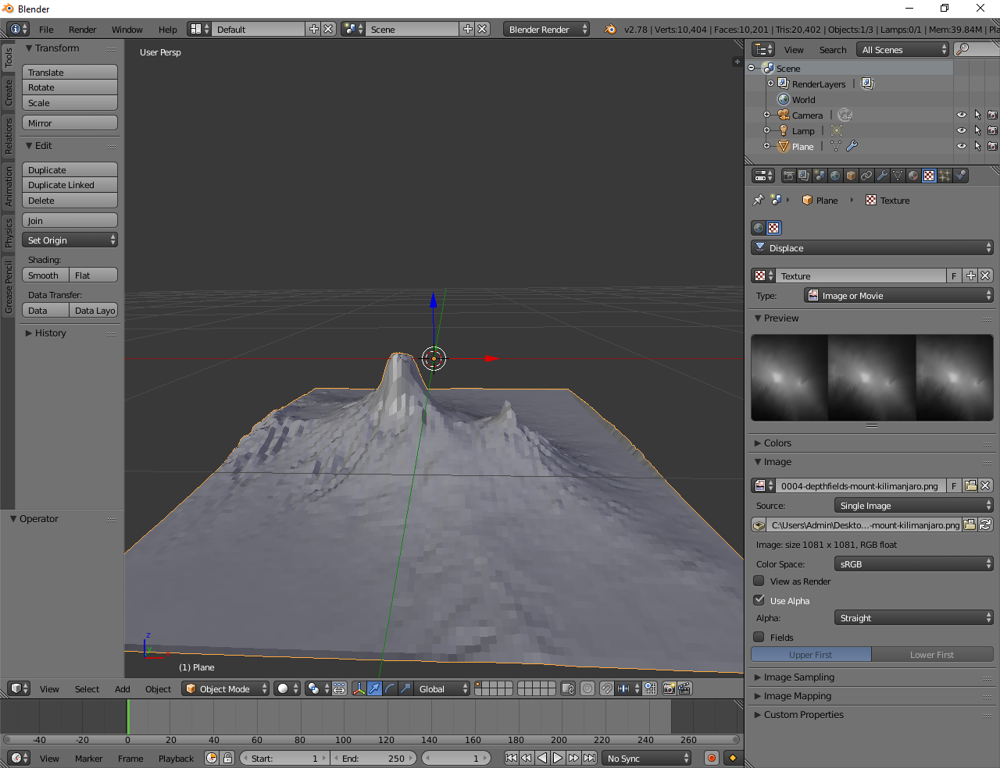 Blender
File Render Window Help Default Scene Blender Render v2.78 | Verts:10,404 | Faces:10,201 | Tris:20,402 | Objects:1/3 | Lamps:0/1 | Mem:39.84M | Pla
Tools
Create
Relations
Animation
Physics
Grease Pencil
Transform
Translate
Rotate
Scale
Mirror
Edit
Duplicate
Duplicate Linked
Delete
Join
Set Origin
Shading:
Smooth Flat
Data Transfer:
Data Data Layo
History
Operator
User Persp
z
y
(1) Plane
View Select Add Object Object Mode Global
-40 -20 0 20 40 60 80 100 120 140 160 180 200 220 240 260
View Marker Frame Playback Start: 1 End: 250 1 No Sync
View Search All Scenes
Scene
RenderLayers
World
Camera
Lamp
Plane
Plane Texture
Displace
Texture F
Type: Image or Movie
Preview
Colors
Image
0004-depthfields-mount-kilimanjaro.png F
Source: Single Image
C:\Users\Admin\Deskto...-mount-kilimanjaro.png
Image: size 1081 x 1081, RGB float
Color Space: sRGB
View as Render
Use Alpha
Alpha: Straight
Fields
Upper First Lower First
Image Sampling
Image Mapping
Custom Properties